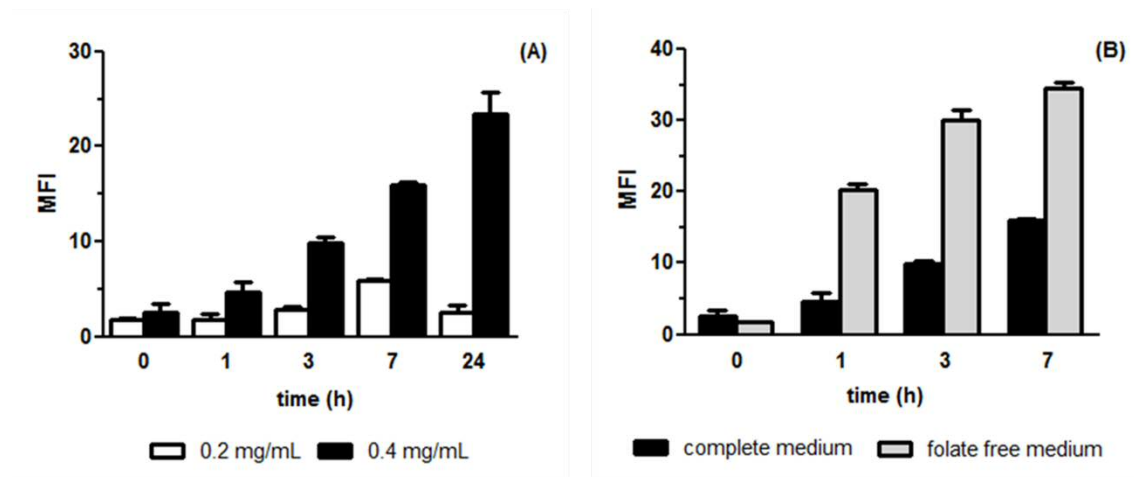 (A)
MFI
30
20
10
0
0 1 3 7 24
time (h)
0.2 mg/mL 0.4 mg/mL
(B)
MFI
40
30
20
10
0
0 1 3 7
time (h)
complete medium folate free medium